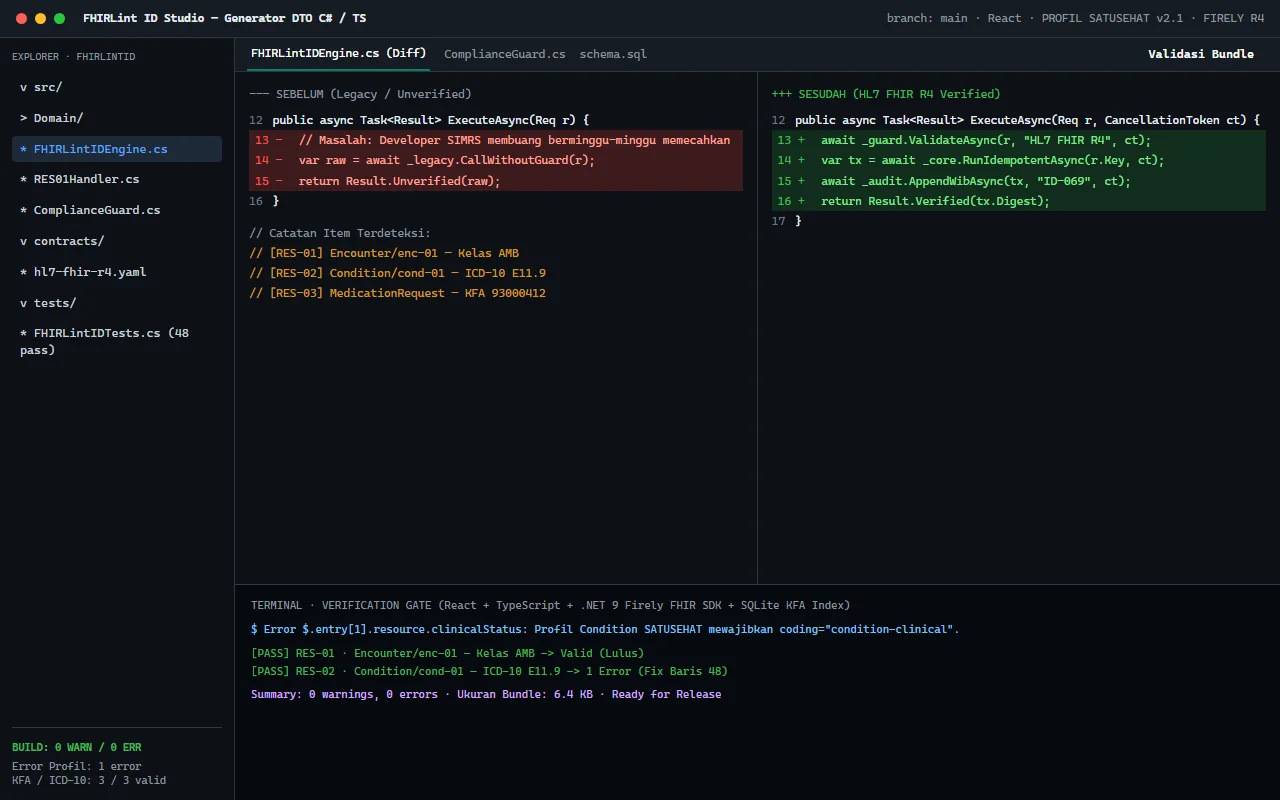 FHIRLint ID Studio — Generator DTO C# / TS
branch: main · React · PROFIL SATUSEHAT v2.1 · FIRELY R4
EXPLORER · FHIRLINTID
v src/
> Domain/
* FHIRLintIDEngine.cs
* RES01Handler.cs
* ComplianceGuard.cs
v contracts/
* hl7-fhir-r4.yaml
v tests/
* FHIRLintIDTests.cs (48
pass)
BUILD: 0 WARN / 0 ERR
Error Profil: 1 error
KFA / ICD-10: 3 / 3 valid
FHIRLintIDEngine.cs (Diff)
ComplianceGuard.cs
schema.sql
Validasi Bundle
--- SEBELUM (Legacy / Unverified)
12 public async Task<Result> ExecuteAsync(Req r) {
13 - // Masalah: Developer SIMRS membuang berminggu-minggu memecahkan
14 - var raw = await _legacy.CallWithoutGuard(r);
15 - return Result.Unverified(raw);
16 }
// Catatan Item Terdeteksi:
// [RES-01] Encounter/enc-01 — Kelas AMB
// [RES-02] Condition/cond-01 — ICD-10 E11.9
// [RES-03] MedicationRequest — KFA 93000412
+++ SESUDAH (HL7 FHIR R4 Verified)
12 public async Task<Result> ExecuteAsync(Req r, CancellationToken ct) {
13 + await _guard.ValidateAsync(r, "HL7 FHIR R4", ct);
14 + var tx = await _core.RunIdempotentAsync(r.Key, ct);
15 + await _audit.AppendWibAsync(tx, "ID-069", ct);
16 + return Result.Verified(tx.Digest);
17 }
TERMINAL · VERIFICATION GATE (React + TypeScript + .NET 9 Firely FHIR SDK + SQLite KFA Index)
$ Error $.entry[1].resource.clinicalStatus: Profil Condition SATUSEHAT mewajibkan coding="condition-clinical".
[PASS] RES-01 · Encounter/enc-01 — Kelas AMB -> Valid (Lulus)
[PASS] RES-02 · Condition/cond-01 — ICD-10 E11.9 -> 1 Error (Fix Baris 48)
Summary: 0 warnings, 0 errors · Ukuran Bundle: 6.4 KB · Ready for Release